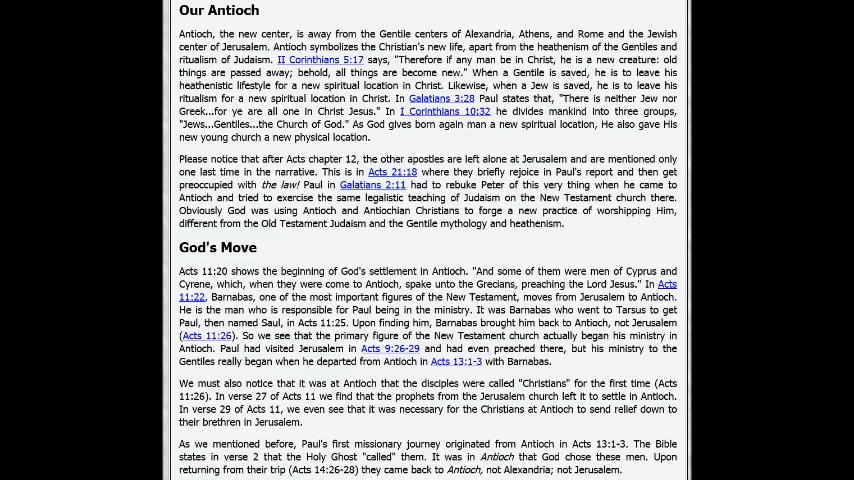 Our Antioch
Antioch, the new center, is away from the Gentile centers of Alexandria, Athens, and Rome and the Jewish
center of Jerusalem. Antioch symbolizes the Christian's new life, apart from the heathenism of the Gentiles and
ritualism of Judaism. II Corinthians 5:17 says, "Therefore if any man be in Christ, he is a new creature: old
things are passed away; behold, all things are become new." When a Gentile is saved, he is to leave his
heathenistic lifestyle for a new spiritual location in Christ. Likewise, when a Jew is saved, he is to leave his
ritualism for a new spiritual location in Christ. In Galatians 3:28 Paul states that, "There is neither Jew nor
Greek...for ye are all one in Christ Jesus." In I Corinthians 10:32 he divides mankind into three groups,
"Jews...Gentiles...the Church of God." As God gives born again man a new spiritual location, He also gave His
new young church a new physical location.
Please notice that after Acts chapter 12, the other apostles are left alone at Jerusalem and are mentioned only
one last time in the narrative. This is in Acts 21:18 where they briefly rejoice in Paul's report and then get
preoccupied with the law! Paul in Galatians 2:11 had to rebuke Peter of this very thing when he came to
Antioch and tried to exercise the same legalistic teaching of Judaism on the New Testament church there.
Obviously God was using Antioch and Antiochian Christians to forge a new practice of worshipping Him,
different from the Old Testament Judaism and the Gentile mythology and heathenism.
God's Move
Acts 11:20 shows the beginning of God's settlement in Antioch. "And some of them were men of Cyprus and
Cyrene, which, when they were come to Antioch, spake unto the Grecians, preaching the Lord Jesus." In Acts
11:22, Barnabas, one of the most important figures of the New Testament, moves from Jerusalem to Antioch.
He is the man who is responsible for Paul being in the ministry. It was Barnabas who went to Tarsus to get
Paul, then named Saul, in Acts 11:25. Upon finding him, Barnabas brought him back to Antioch, not Jerusalem
(Acts 11:26). So we see that the primary figure of the New Testament church actually began his ministry in
Antioch. Paul had visited Jerusalem in Acts 9:26-29 and had even preached there, but his ministry to the
Gentiles really began when he departed from Antioch in Acts 13:1-3 with Barnabas.
We must also notice that it was at Antioch that the disciples were called "Christians" for the first time (Acts
11:26). In verse 27 of Acts 11 we find that the prophets from the Jerusalem church left it to settle in Antioch.
In verse 29 of Acts 11, we even see that it was necessary for the Christians at Antioch to send relief down to
their brethren in Jerusalem.
As we mentioned before, Paul's first missionary journey originated from Antioch in Acts 13:1-3. The Bible
states in verse 2 that the Holy Ghost "called" them. It was in Antioch that God chose these men. Upon
returning from their trip (Acts 14:26-28) they came back to Antioch, not Alexandria; not Jerusalem.